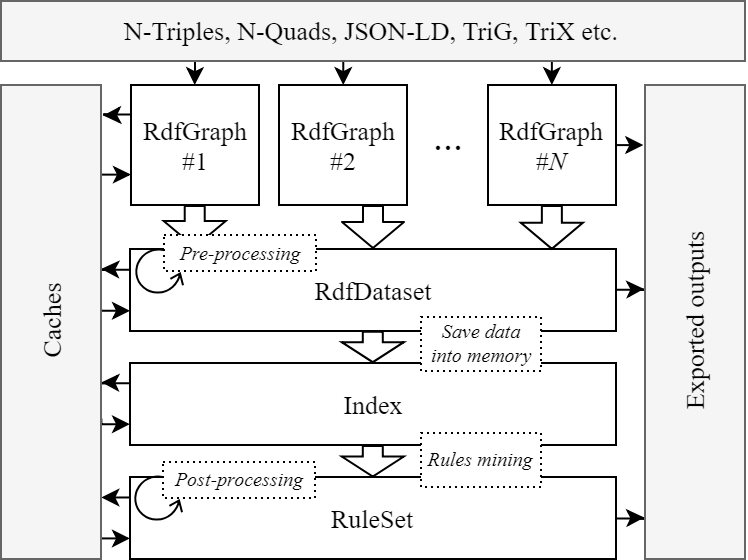 N-Triples, N-Quads, JSON-LD, TriG, TriX etc.
RdfGraph
#1
RdfGraph
#2
...
RdfGraph
#N
Caches
Pre-processing
RdfDataset
Save data
into memory
Index
Rules mining
Post-processing
RuleSet
Exported outputs